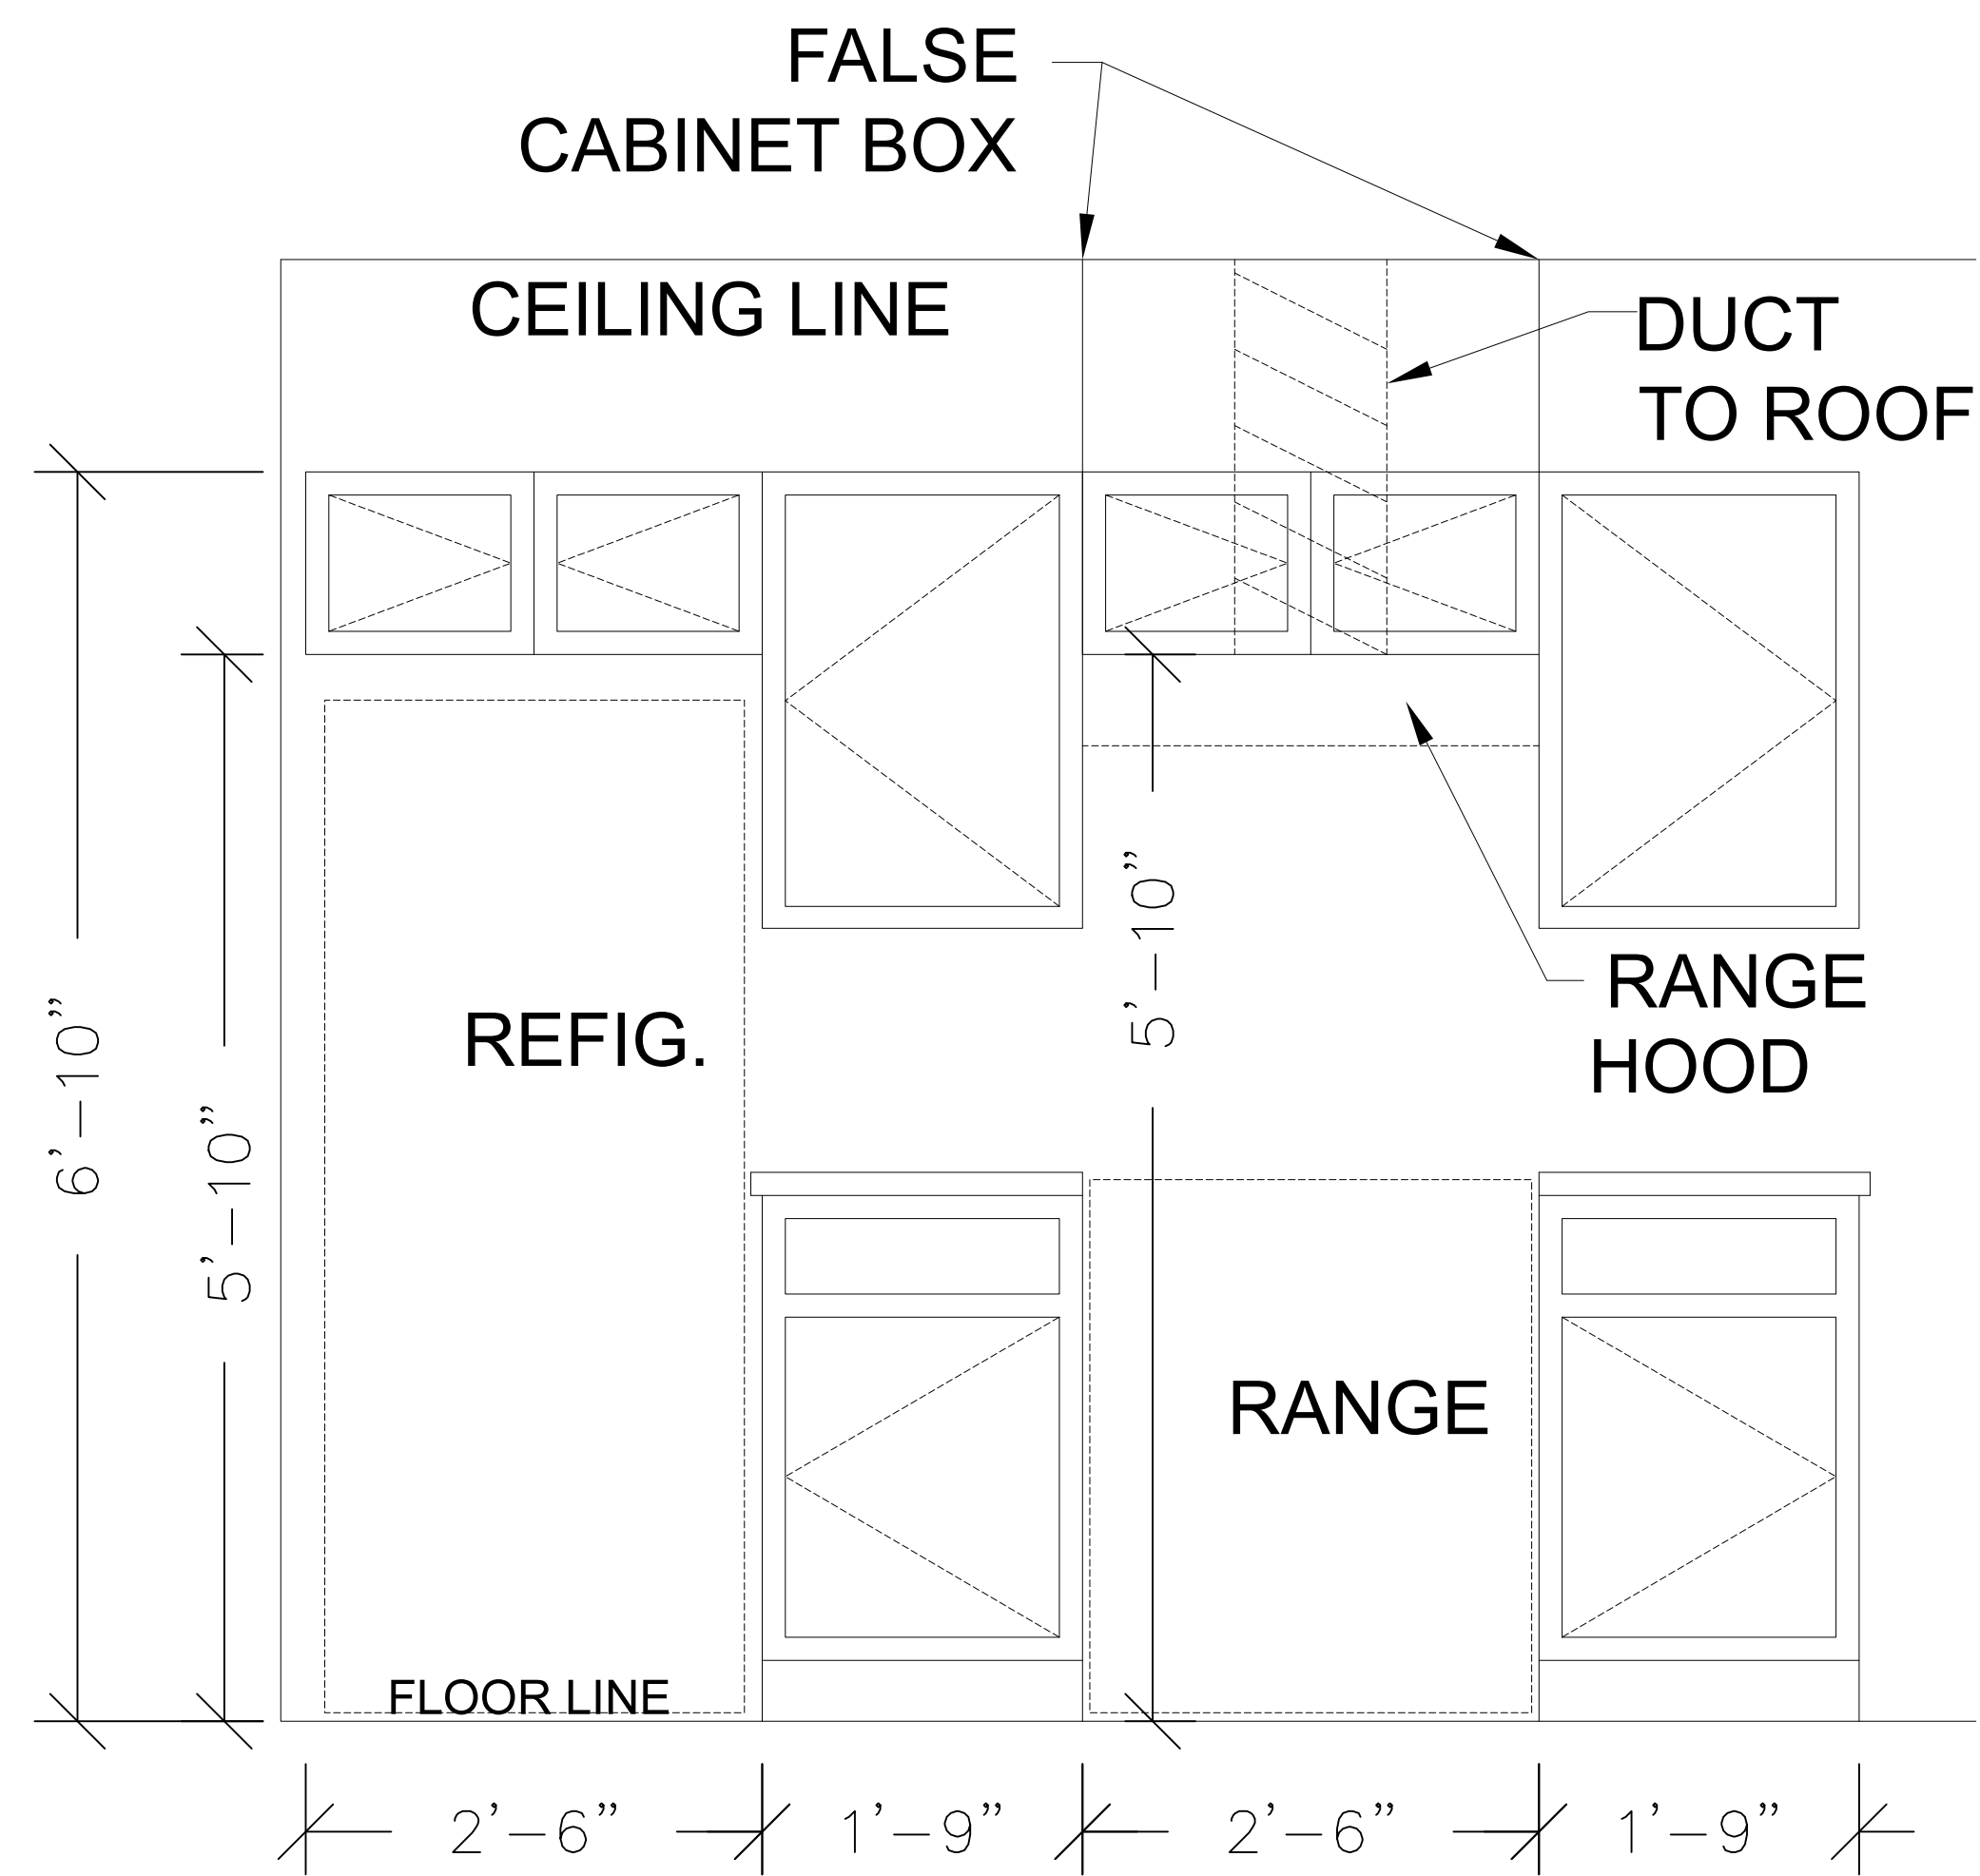 FALSE
CABINET BOX
CEILING LINE
DUCT
TO ROOF
6'-10"
5'-10"
REFIG.
5'-10"
RANGE
HOOD
RANGE
FLOOR LINE
2'-6"
1'-9"
2'-6"
1'-9"